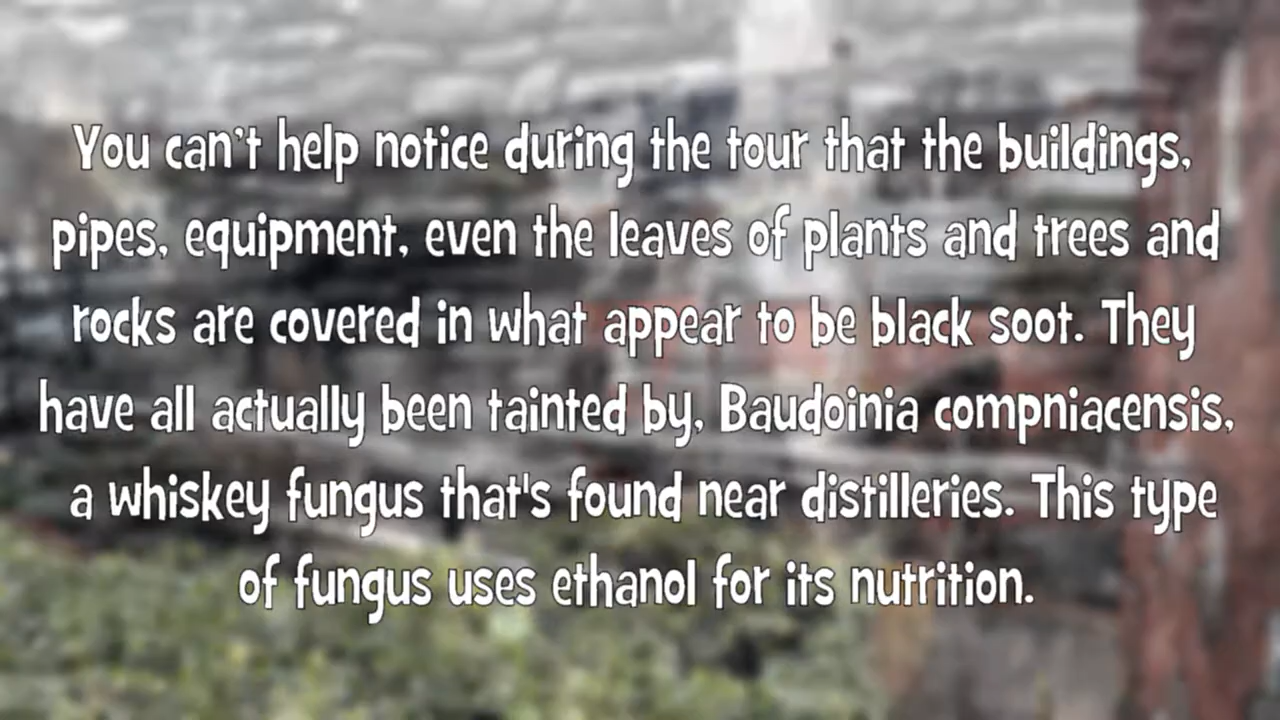 You can’t help notice during the tour that the buildings,
pipes, equipment, even the leaves of plants and trees and
rocks are covered in what appear to be black soot. They
have all actually been tainted by, Baudoinia compniacensis,
a whiskey fungus that's found near distilleries. This type
of fungus uses ethanol for its nutrition.